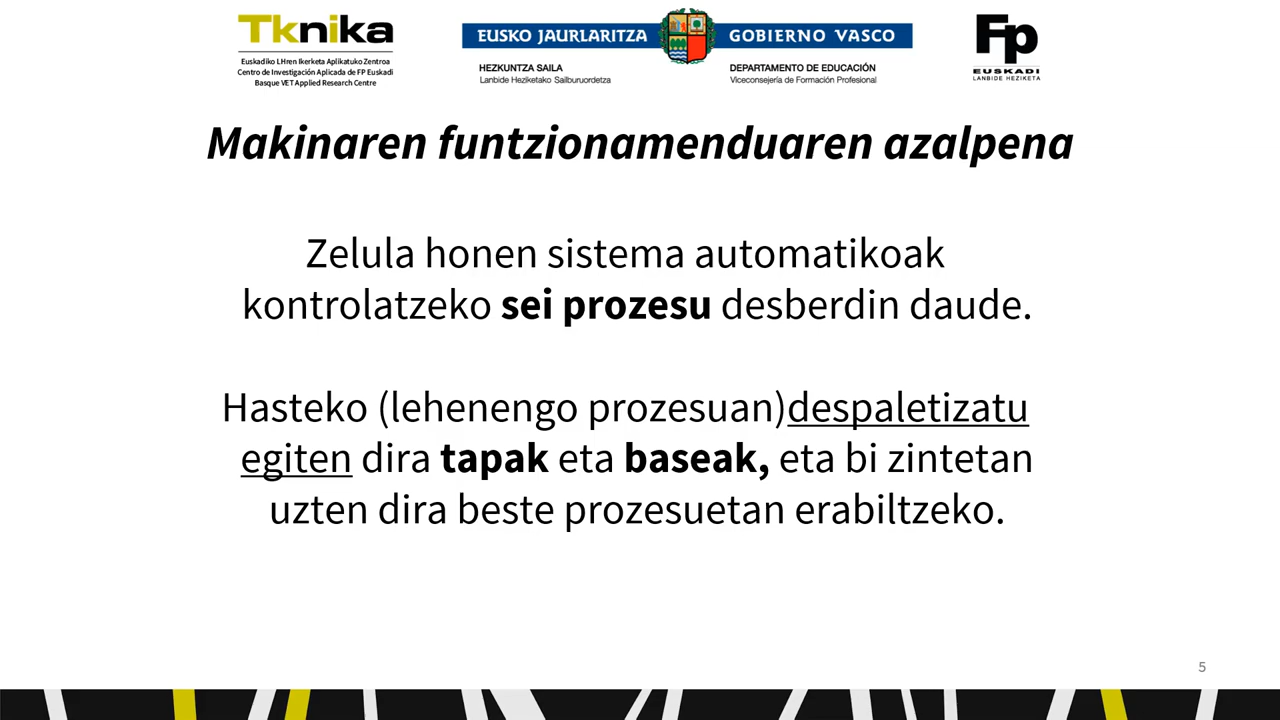 Tknika
Euskadiko LHren Ikerketa Aplikatuko Zentroa
Centro de Investigación Aplicada de FP Euskadi
Basque VET Applied Research Centre
EUSKO JAURLARITZA
GOBIERNO VASCO
HEZKUNTZA SAILA
Lanbide Heziketako Sailburuordetza
DEPARTAMENTO DE EDUCACIÓN
Viceconsejería de Formación Profesional
Fp
EUSKADI
LANBIDE HEZIKETA
Makinaren funtzionamenduaren azalpena
Zelula honen sistema automatikoak
kontrolatzeko sei prozesu desberdin daude.
Hasteko (lehenengo prozesuan)despaletizatu
egiten dira tapak eta baseak, eta bi zintetan
uzten dira beste prozesuetan erabiltzeko.
5